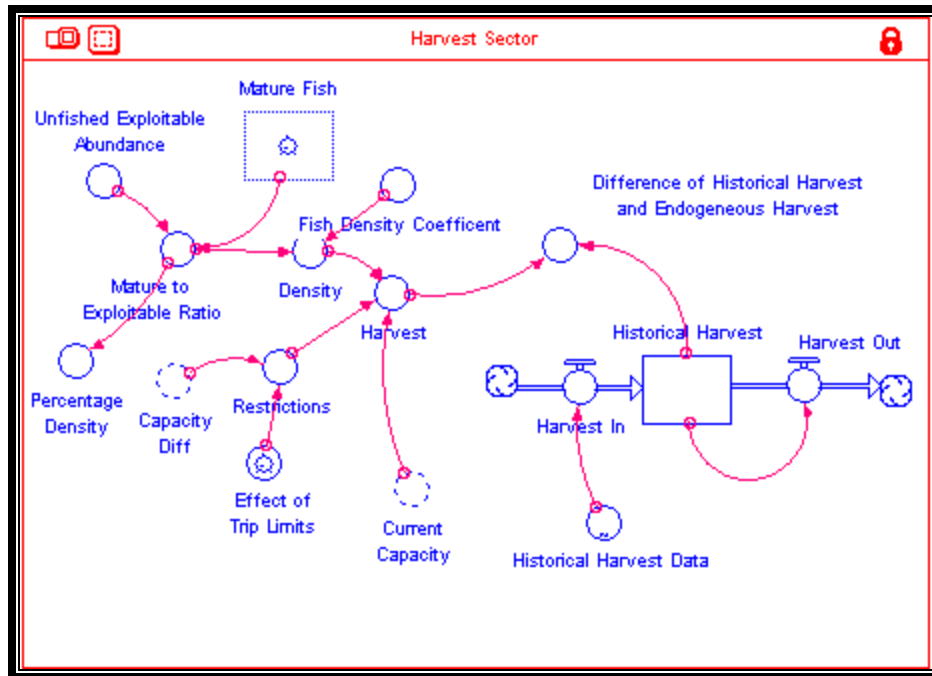 Harvest Sector
Mature Fish
Unfished Exploitable
Abundance
Difference of Historical Harvest
and Endogeneous Harvest
Fish Density Coefficent
Density
Mature to
Exploitable Ratio
Harvest
Historical Harvest
Harvest Out
Percentage
Density
Capacity
Diff
Restrictions
Harvest In
Effect of
Trip Limits
Current
Capacity
Historical Harvest Data